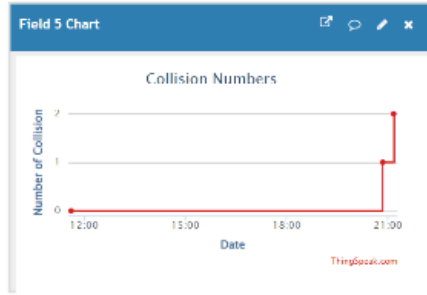 Field 5 Chart
Collision Numbers
Number of Collision
2
1
0
12:00 15:00 18:00 21:00
Date
ThingSpeak.com